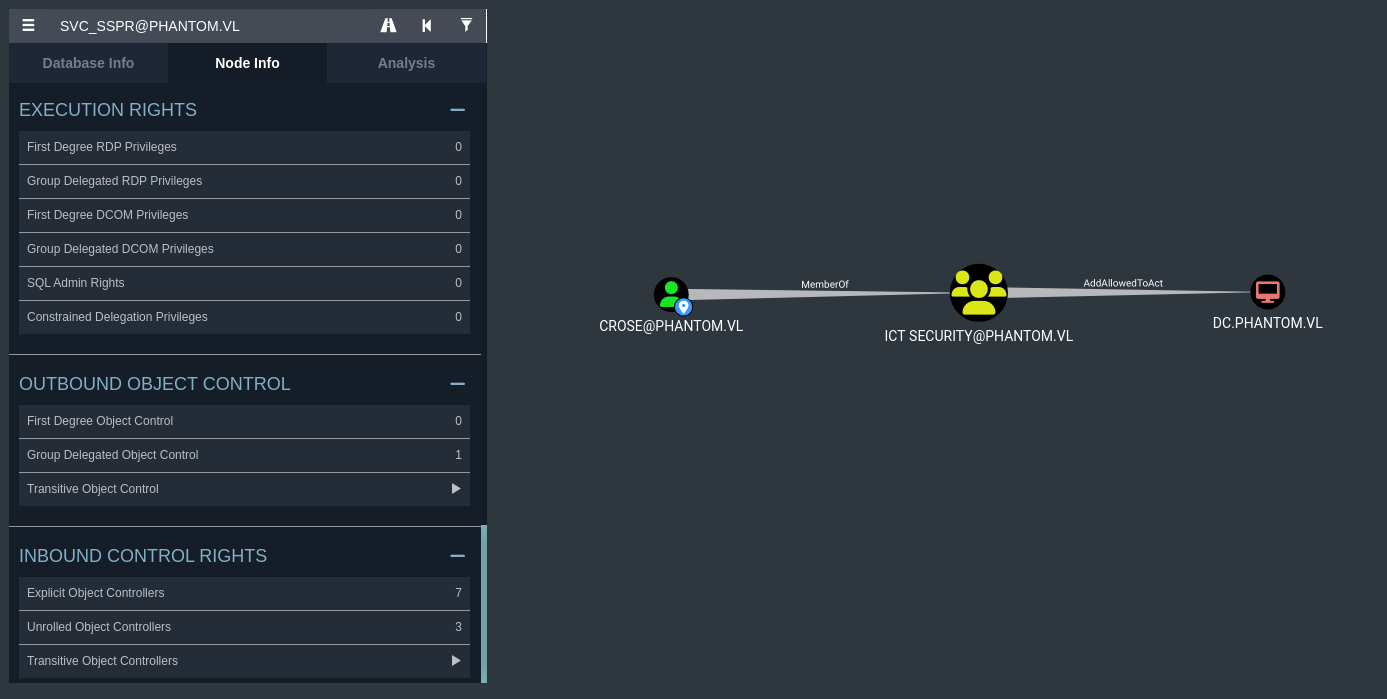 SVC_SSPR@PHANTOM.VL
Database Info
Node Info
Analysis
EXECUTION RIGHTS
First Degree RDP Privileges 0
Group Delegated RDP Privileges 0
First Degree DCOM Privileges 0
Group Delegated DCOM Privileges 0
SQL Admin Rights 0
Constrained Delegation Privileges 0
OUTBOUND OBJECT CONTROL
First Degree Object Control 0
Group Delegated Object Control 1
Transitive Object Control
INBOUND CONTROL RIGHTS
Explicit Object Controllers 7
Unrolled Object Controllers 3
Transitive Object Controllers
MemberOf
AddAllowedToAct
CROSE@PHANTOM.VL
ICT SECURITY@PHANTOM.VL
DC.PHANTOM.VL